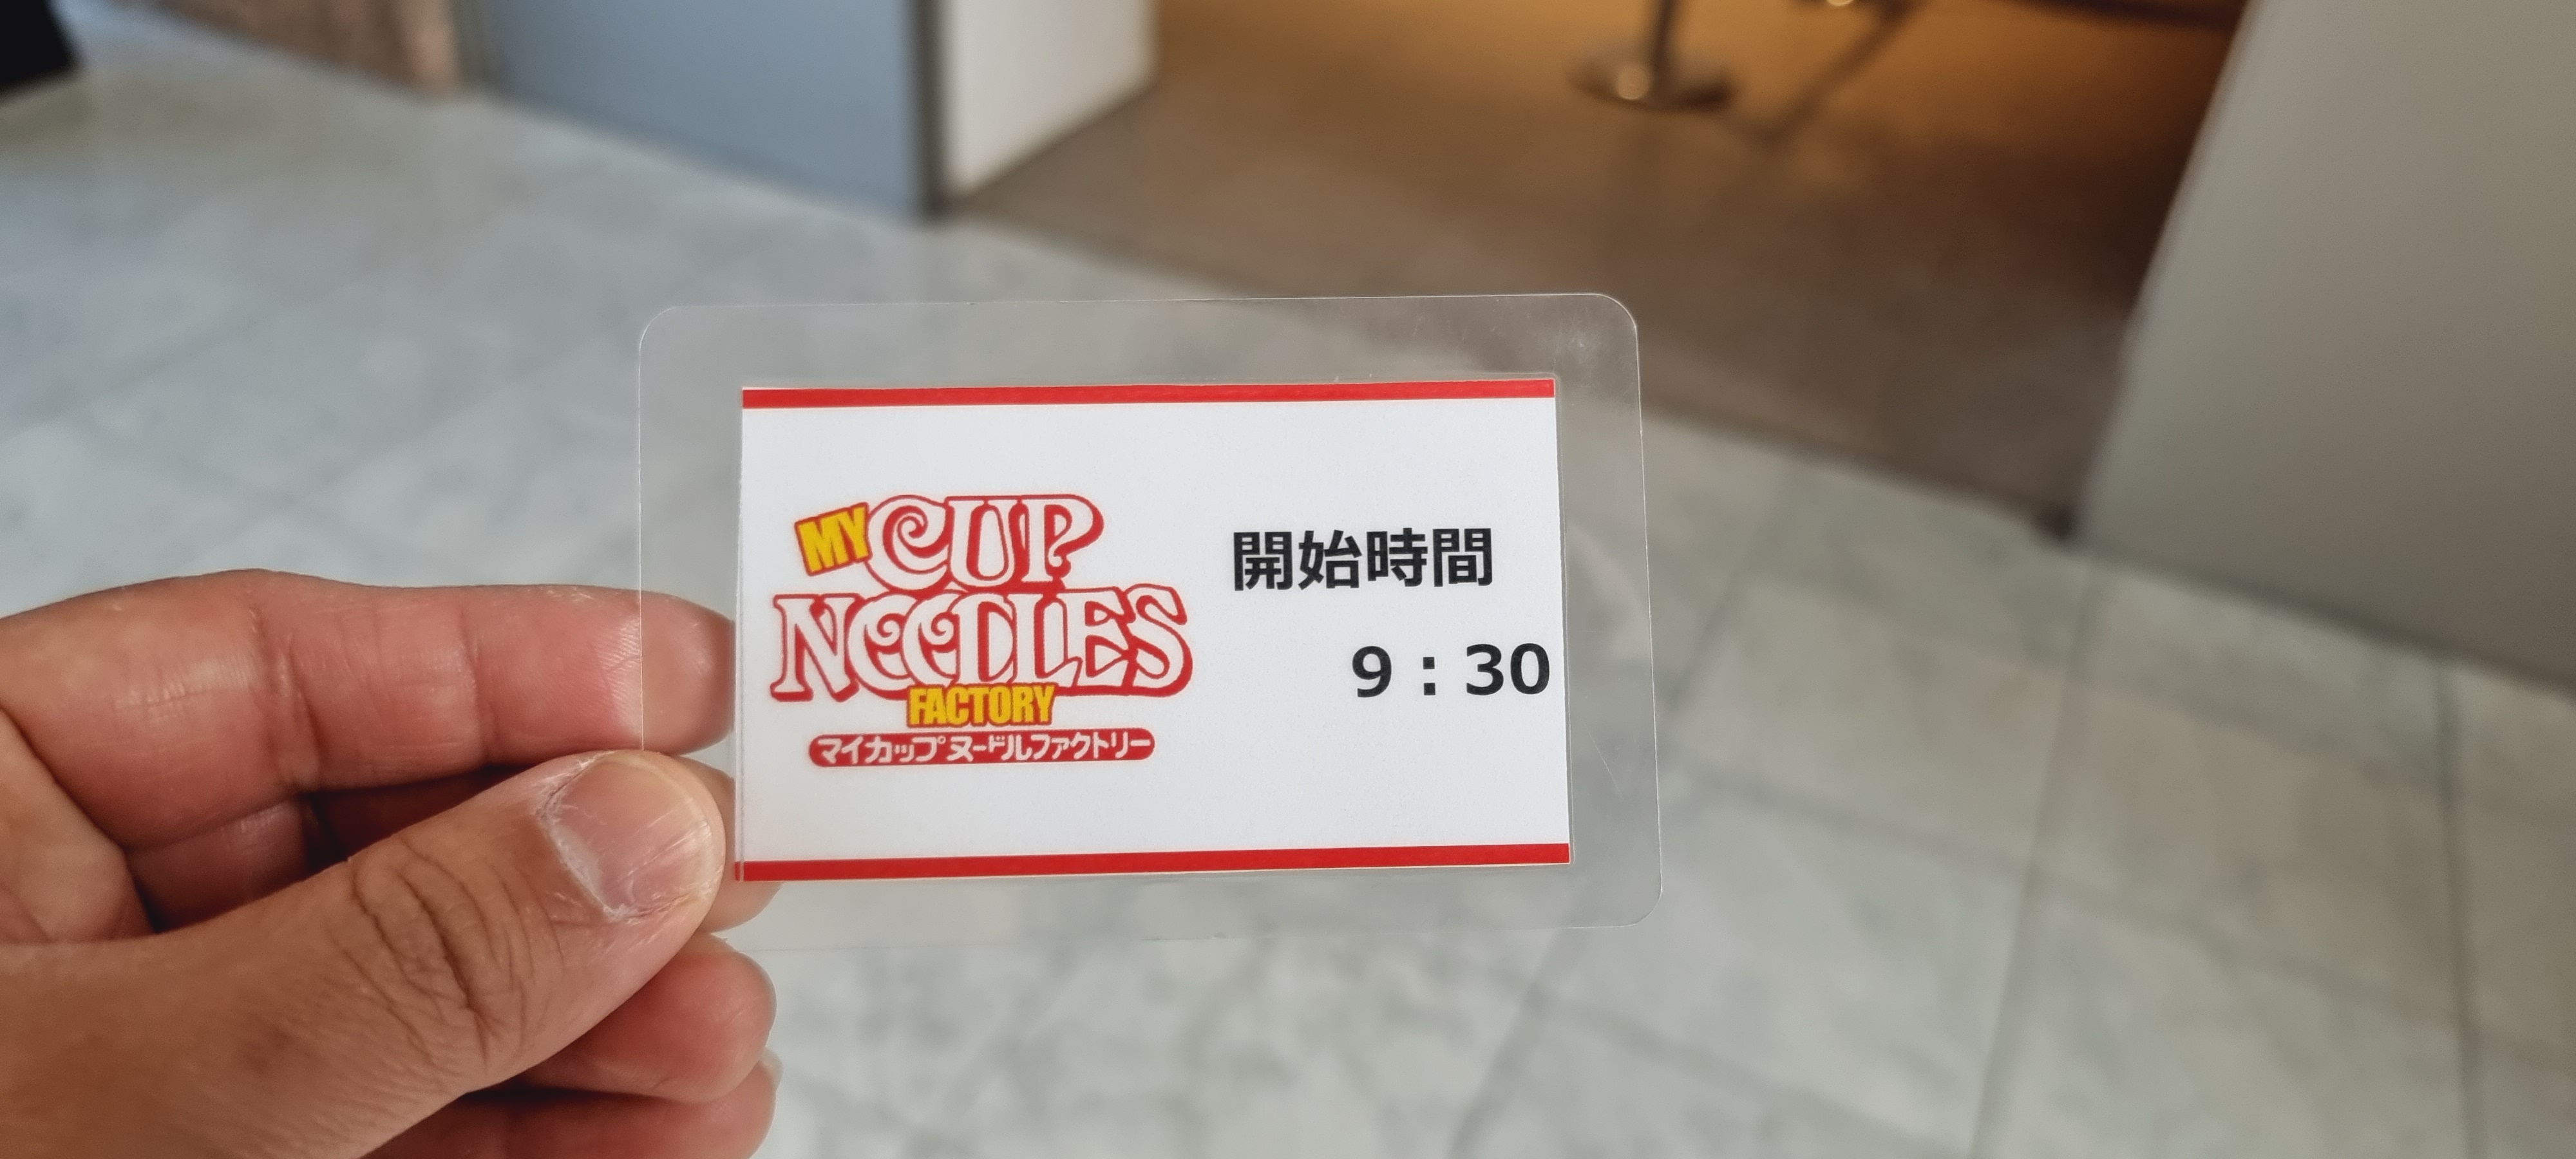 MY CUP
NOODLES
FACTORY
マイカップヌードルファクトリー
開始時間
9：30